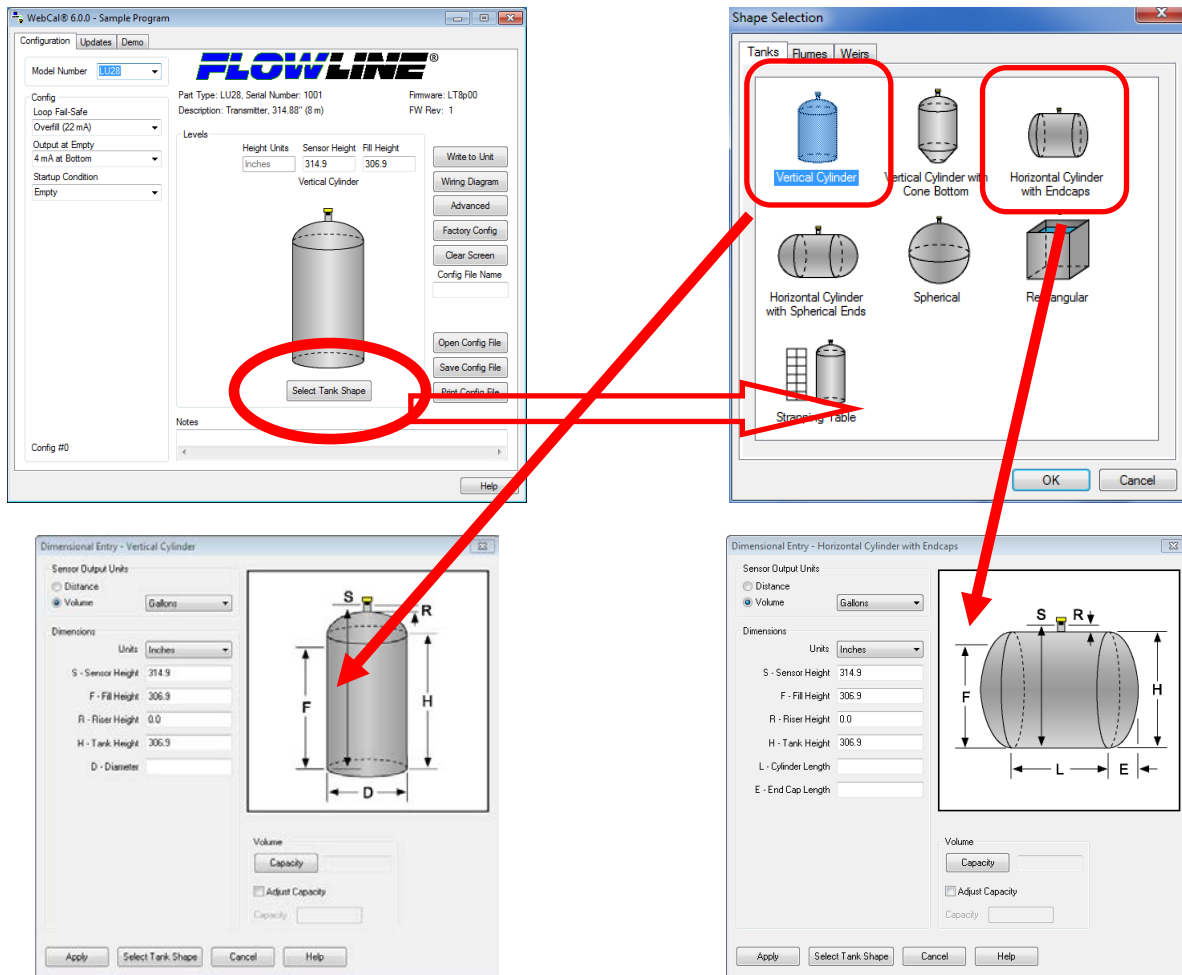 WebCal® 6.0.0 - Sample Program
Configuration Updates Demo
Model Number LU28
FLOWLINE®
Part Type: LU28, Serial Number: 1001 Firmware: LT8p00
Description: Transmitter, 314.88" (8 m) FW Rev: 1
Config
Loop Fail-Safe
Overfill (22 mA)
Output at Empty
4 mA at Bottom
Startup Condition
Empty
Config #0
Levels
Height Units Sensor Height Fill Height
Inches 314.9 306.9
Vertical Cylinder
Select Tank Shape
Write to Unit
Wiring Diagram
Advanced
Factory Config
Clear Screen
Config File Name
Open Config File
Save Config File
Print Config File
Notes
Help
Shape Selection
Tanks Flumes Weirs
Vertical Cylinder
Vertical Cylinder with
Cone Bottom
Horizontal Cylinder
with Endcaps
Horizontal Cylinder
with Spherical Ends
Spherical
Rectangular
Strapping Table
OK Cancel
Dimensional Entry - Vertical Cylinder
Sensor Output Units
Distance
Volume Gallons
Dimensions
Units Inches
S - Sensor Height 314.9
F - Fill Height 306.9
R - Riser Height 0.0
H - Tank Height 306.9
D - Diameter
S
R
F
H
D
Volume
Capacity
Adjust Capacity
Capacity
Apply Select Tank Shape Cancel Help
Dimensional Entry - Horizontal Cylinder with Endcaps
Sensor Output Units
Distance
Volume Gallons
Dimensions
Units Inches
S - Sensor Height 314.9
F - Fill Height 306.9
R - Riser Height 0.0
H - Tank Height 306.9
L - Cylinder Length
E - End Cap Length
S R
F
H
L E
Volume
Capacity
Adjust Capacity
Capacity
Apply Select Tank Shape Cancel Help